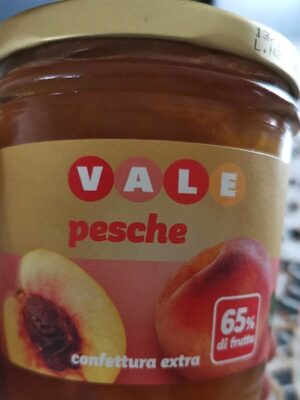 VALE
pesche
65%
di frutta
confettura extra